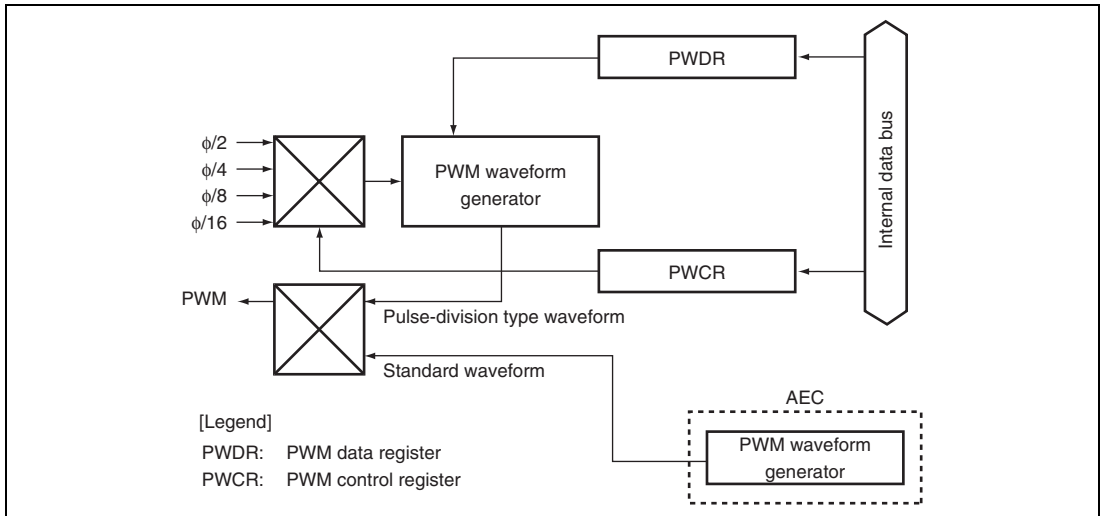 PWDR
φ/2
φ/4
φ/8
φ/16
PWM waveform
generator
Internal data bus
PWCR
PWM
Pulse-division type waveform
Standard waveform
AEC
PWM waveform
generator
[Legend]
PWDR: PWM data register
PWCR: PWM control register